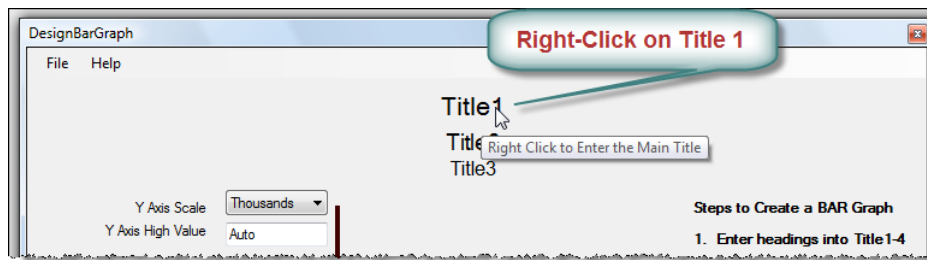 DesignBarGraph
Right-Click on Title 1
File Help
Title1
Title
Right Click to Enter the Main Title
Title3
Y Axis Scale Thousands
Steps to Create a BAR Graph
Y Axis High Value Auto
1. Enter headings into Title1-4